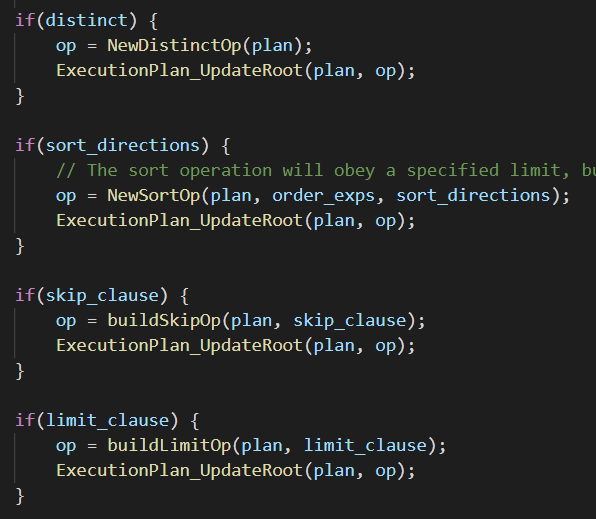 if(distinct) {
    op = NewDistinctOp(plan);
    ExecutionPlan_UpdateRoot(plan, op);
}

if(sort_directions) {
    // The sort operation will obey a specified limit,
    op = NewSortOp(plan, order_exps, sort_directions);
    ExecutionPlan_UpdateRoot(plan, op);
}

if(skip_clause) {
    op = buildSkipOp(plan, skip_clause);
    ExecutionPlan_UpdateRoot(plan, op);
}

if(limit_clause) {
    op = buildLimitOp(plan, limit_clause);
    ExecutionPlan_UpdateRoot(plan, op);
}